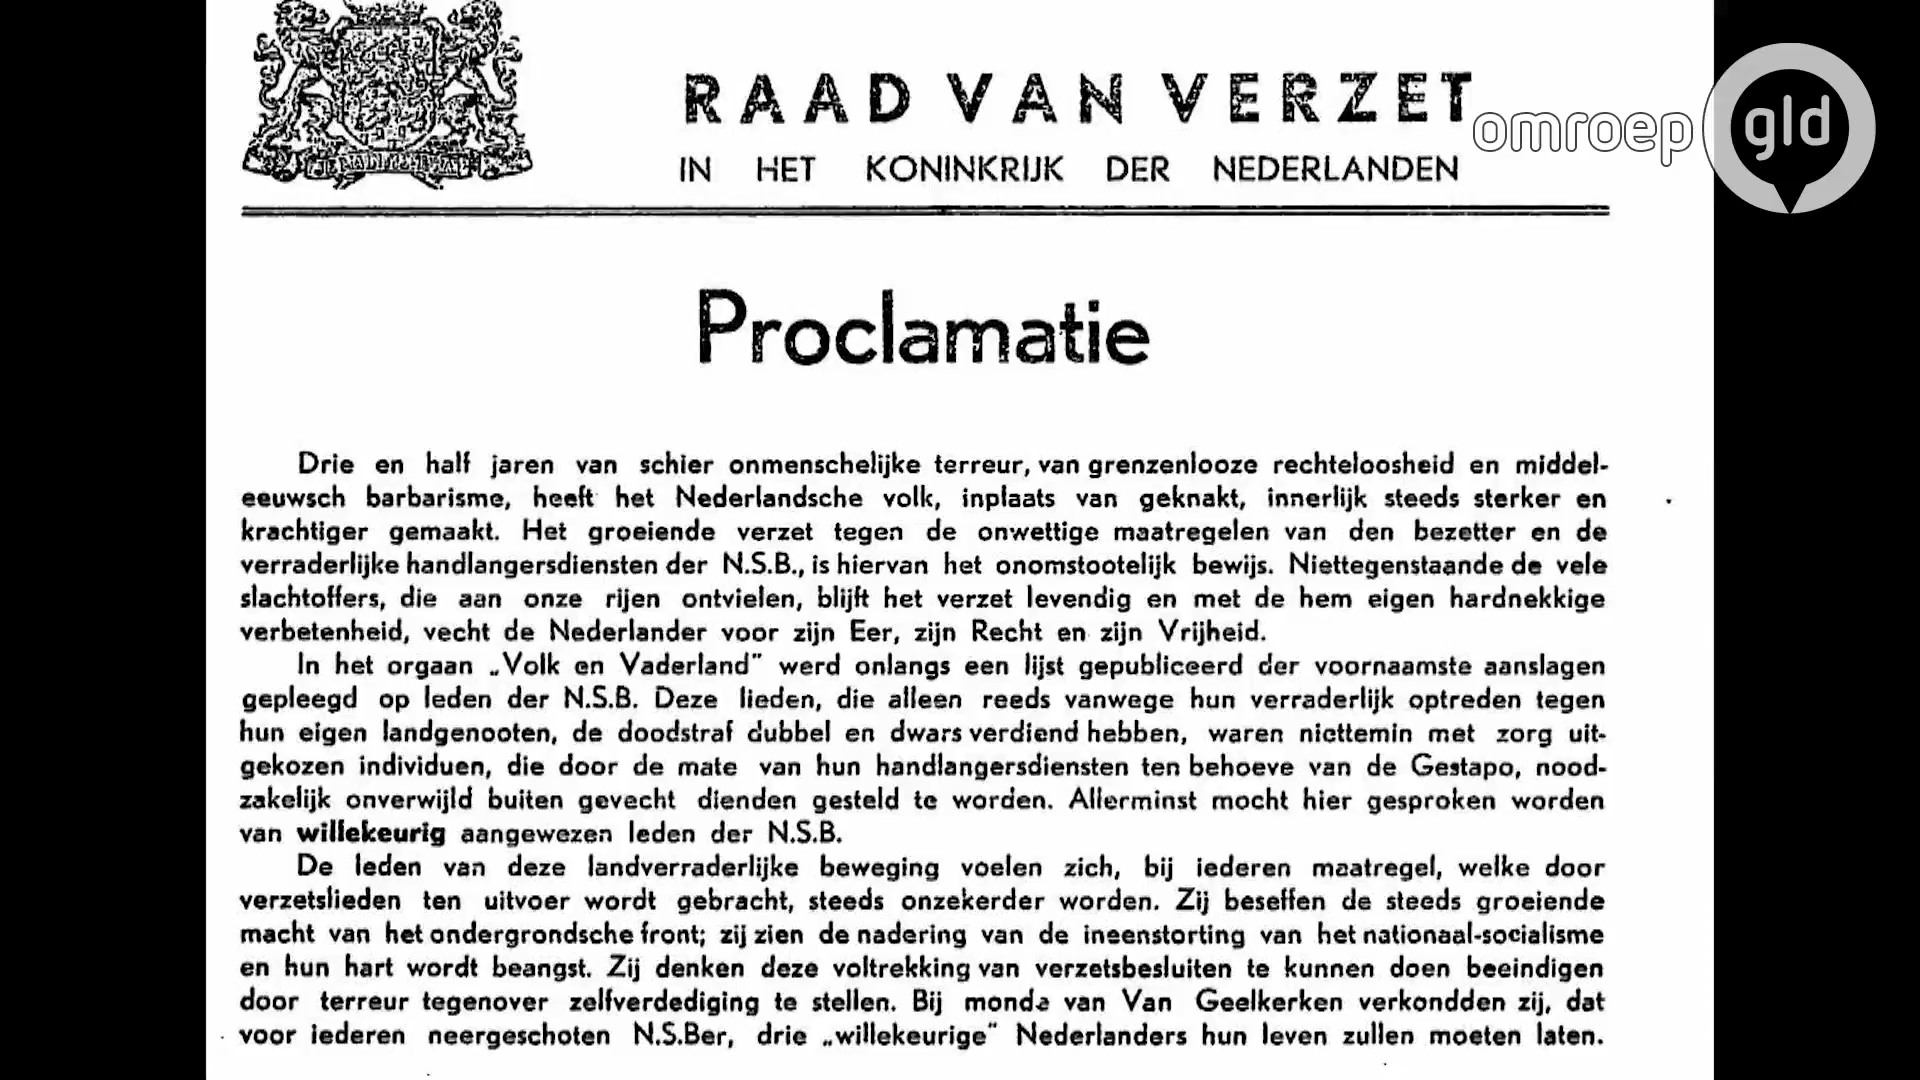 RAAD VAN VERZET
IN HET KONINKRIJK DER NEDERLANDEN
omroep gld
Proclamatie
Drie en half jaren van schier onmenschelijke terreur, van grenzenlooze rechteloosheid en middel-
eeuwsch barbarisme, heeft het Nederlandsche volk, inplaats van geknakt, innerlijk steeds sterker en
krachtiger gemaakt. Het groeiende verzet tegen de onwettige maatregelen van den bezetter en de
verraderlijke handlangersdiensten der N.S.B., is hiervan het onomstootelijk bewijs. Niettegenstaande de vele
slachtoffers, die aan onze rijen ontvielen, blijft het verzet levendig en met de hem eigen hardnekkige
verbetenheid, vecht de Nederlander voor zijn Eer, zijn Recht en zijn Vrijheid.
In het orgaan „Volk en Vaderland” werd onlangs een lijst gepubliceerd der voornaamste aanslagen
gepleegd op leden der N.S.B. Deze lieden, die alleen reeds vanwege hun verraderlijk optreden tegen
hun eigen landgenooten, de doodstraf dubbel en dwars verdiend hebben, waren niettemin met zorg uit-
gekozen individuen, die door de mate van hun handlangersdiensten ten behoeve van de Gestapo, nood-
zakelijk onverwijld buiten gevecht dienden gesteld te worden. Allerminst mocht hier gesproken worden
van willekeurig aangewezen leden der N.S.B.
De leden van deze landverraderlijke beweging voelen zich, bij iederen maatregel, welke door
verzetslieden ten uitvoer wordt gebracht, steeds onzekerder worden. Zij beseffen de steeds groeiende
macht van het ondergrondsche front; zij zien de nadering van de ineenstorting van het nationaal-socialisme
en hun hart wordt beangst. Zij denken deze voltrekking van verzetsbesluiten te kunnen doen beeindigen
door terreur tegenover zelfverdediging te stellen. Bij monde van Van Geelkerken verkondden zij, dat
voor iederen neergeschoten N.S.Ber, drie „willekeurige” Nederlanders hun leven zullen moeten laten.